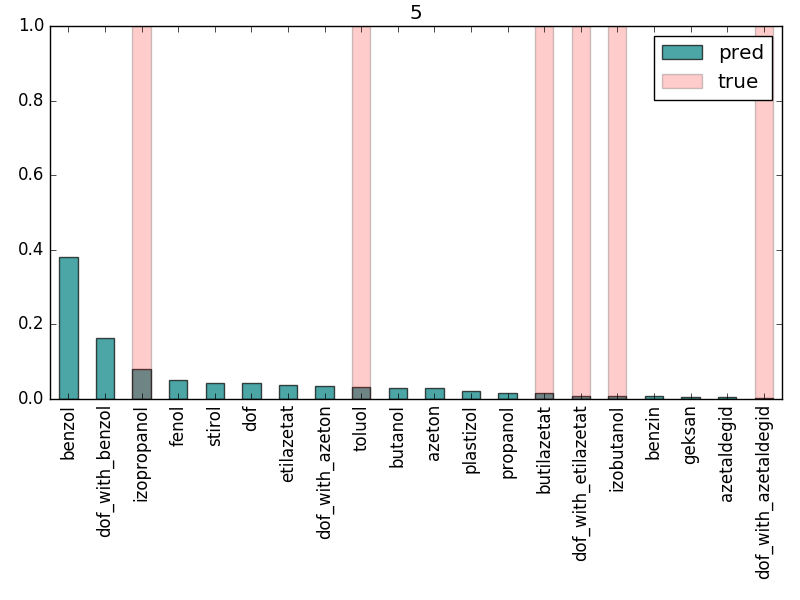 5
1.0
0.8
0.6
0.4
0.2
0.0
pred
true
benzol
dof_with_benzol
izopropanol
fenol
stirol
dof
etilazetat
dof_with_azeton
toluol
butanol
azeton
plastizol
propanol
butilazetat
dof_with_etilazetat
izobutanol
benzin
geksan
azetaldegid
dof_with_azetaldegid